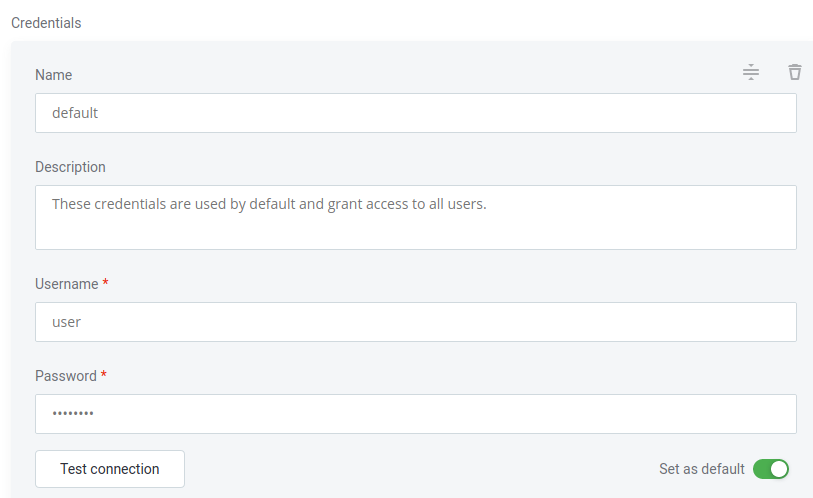 Credentials
Name
default
Description
These credentials are used by default and grant access to all users.
Username *
user
Password *
••••••••
Test connection
Set as default